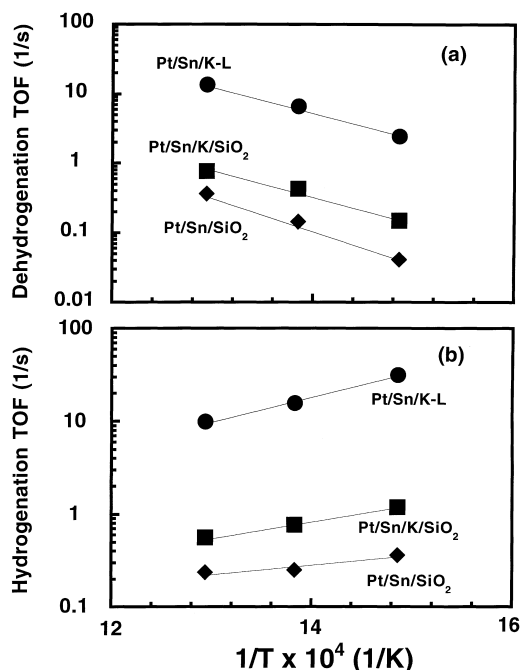 Dehydrogenation TOF (1/s)
100
10
1
0.1
0.01
(a)
Pt/Sn/K-L
Pt/Sn/K/SiO2
Pt/Sn/SiO2
Hydrogenation TOF (1/s)
100
10
1
0.1
(b)
Pt/Sn/K-L
Pt/Sn/K/SiO2
Pt/Sn/SiO2
12
14
16
1/T x 10⁴ (1/K)